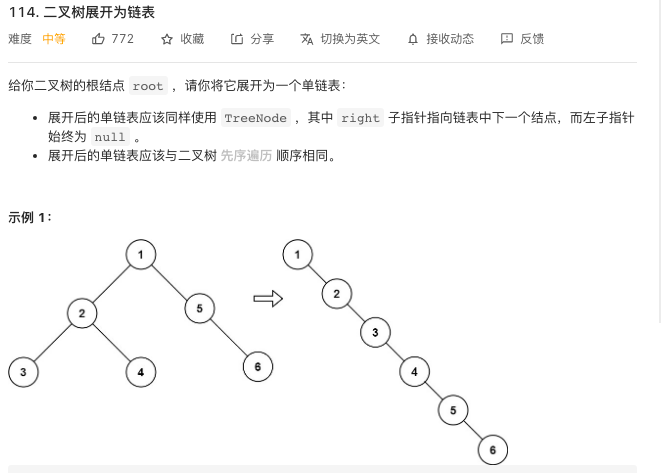 114. 二叉树展开为链表
难度 中等 772 收藏 分享 切换为英文 接收动态 反馈
给你二叉树的根结点 root ，请你将它展开为一个单链表：
• 展开后的单链表应该同样使用 TreeNode ，其中 right 子指针指向链表中下一个结点，而左子指针
始终为 null 。
• 展开后的单链表应该与二叉树 先序遍历 顺序相同。
示例 1：
1 1
2 5 2
3 4 6 3
4
5
6